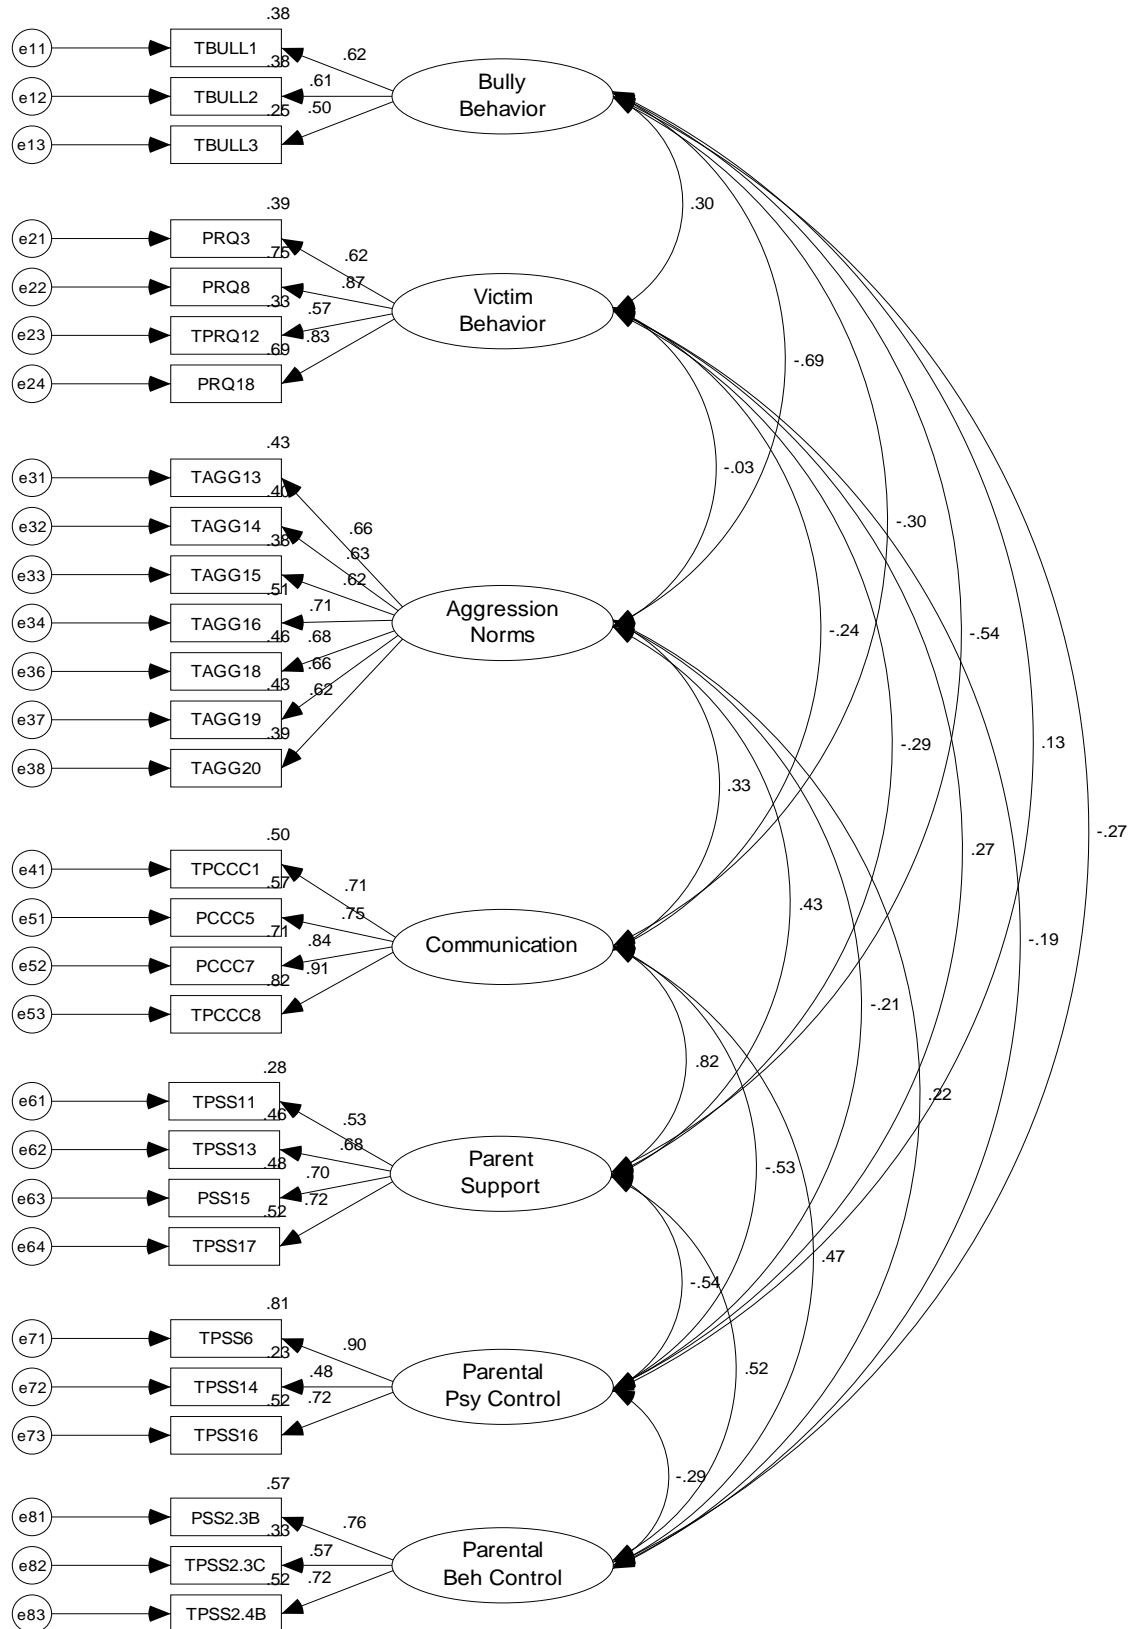 .38
e11 TBULL1 .62
.38
e12 TBULL2 .61
.25 .50
e13 TBULL3
Bully
Behavior
.30
.39
e21 PRQ3 .62
.75
e22 PRQ8 .87
.33 .57
e23 TPRQ12 .83
.69
e24 PRQ18
Victim
Behavior
-.69
-.03
.43
e31 TAGG13
.40
e32 TAGG14 .66
.38 .63
e33 TAGG15 .62
.51 .71
e34 TAGG16
.46 .68
e36 TAGG18 .66
.43 .62
e37 TAGG19
.39
e38 TAGG20
Aggression
Norms
-.30
-.24
-.54
-.29
.13
.33
-.27
.27
.50
e41 TPCCC1 .71
.57
e51 PCCC5 .75
.71 .84
e52 PCCC7 .91
.82
e53 TPCCC8
Communication
.43
-.19
-.21
.82
.22
.28
e61 TPSS11 .53
.46
e62 TPSS13 .68
.48 .70
e63 PSS15 .72
.52
e64 TPSS17
Parent
Support
-.53
.47
-.54
.81
e71 TPSS6 .90
.23
e72 TPSS14 .48
.52 .72
e73 TPSS16
Parental
Psy Control
.52
-.29
.57
e81 PSS2.3B .76
.33
e82 TPSS2.3C .57
.52 .72
e83 TPSS2.4B
Parental
Beh Control